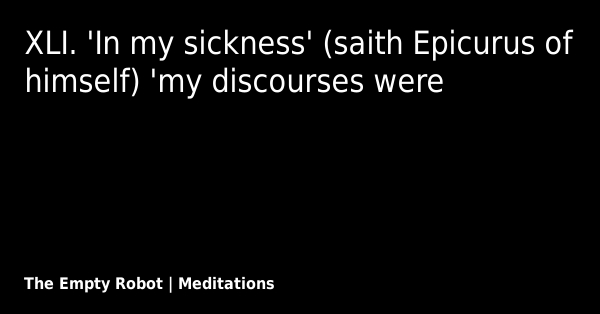 XLI. 'In my sickness' (saith Epicurus of
himself) 'my discourses were
The Empty Robot | Meditations